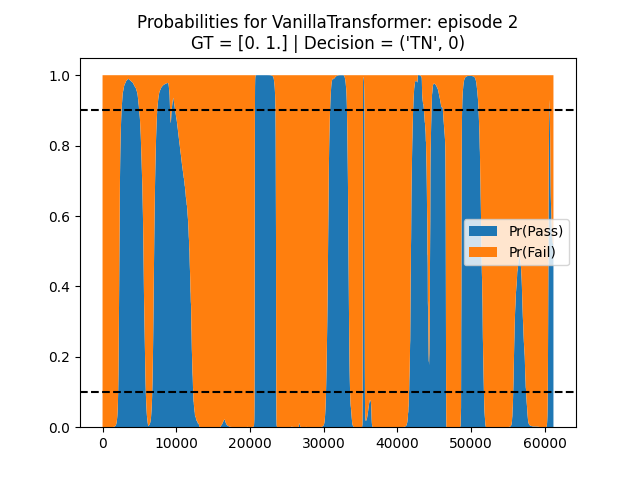 Probabilities for VanillaTransformer: episode 2
GT = [0. 1.] | Decision = ('TN', 0)
1.0
0.8
0.6
0.4
0.2
0.0
Pr(Pass)
Pr(Fail)
0 10000 20000 30000 40000 50000 60000